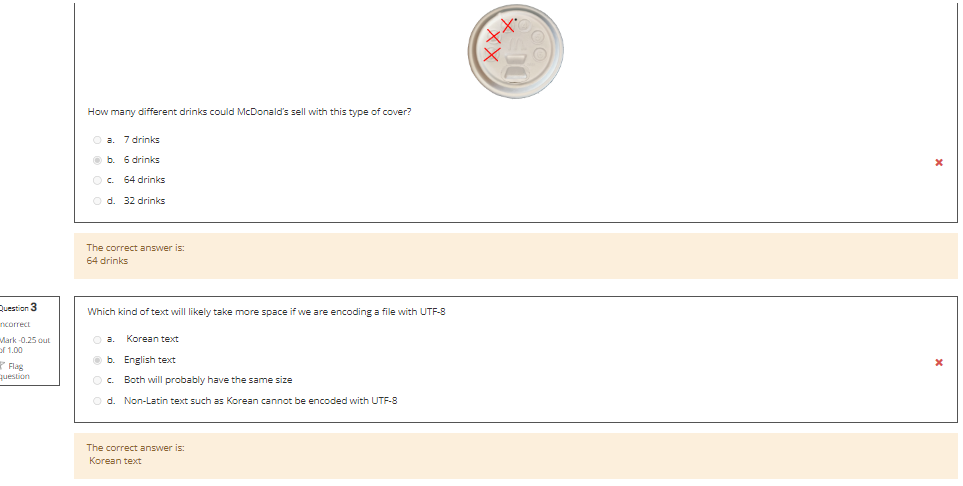 How many different drinks could McDonald's sell with this type of cover?
a. 7 drinks
b. 6 drinks
c. 64 drinks
d. 32 drinks
The correct answer is:
64 drinks
Question 3
ncorrect
Mark -0.25 out
of 1.00
Flag
question
Which kind of text will likely take more space if we are encoding a file with UTF-8
a. Korean text
b. English text
c. Both will probably have the same size
d. Non-Latin text such as Korean cannot be encoded with UTF-8
The correct answer is:
Korean text